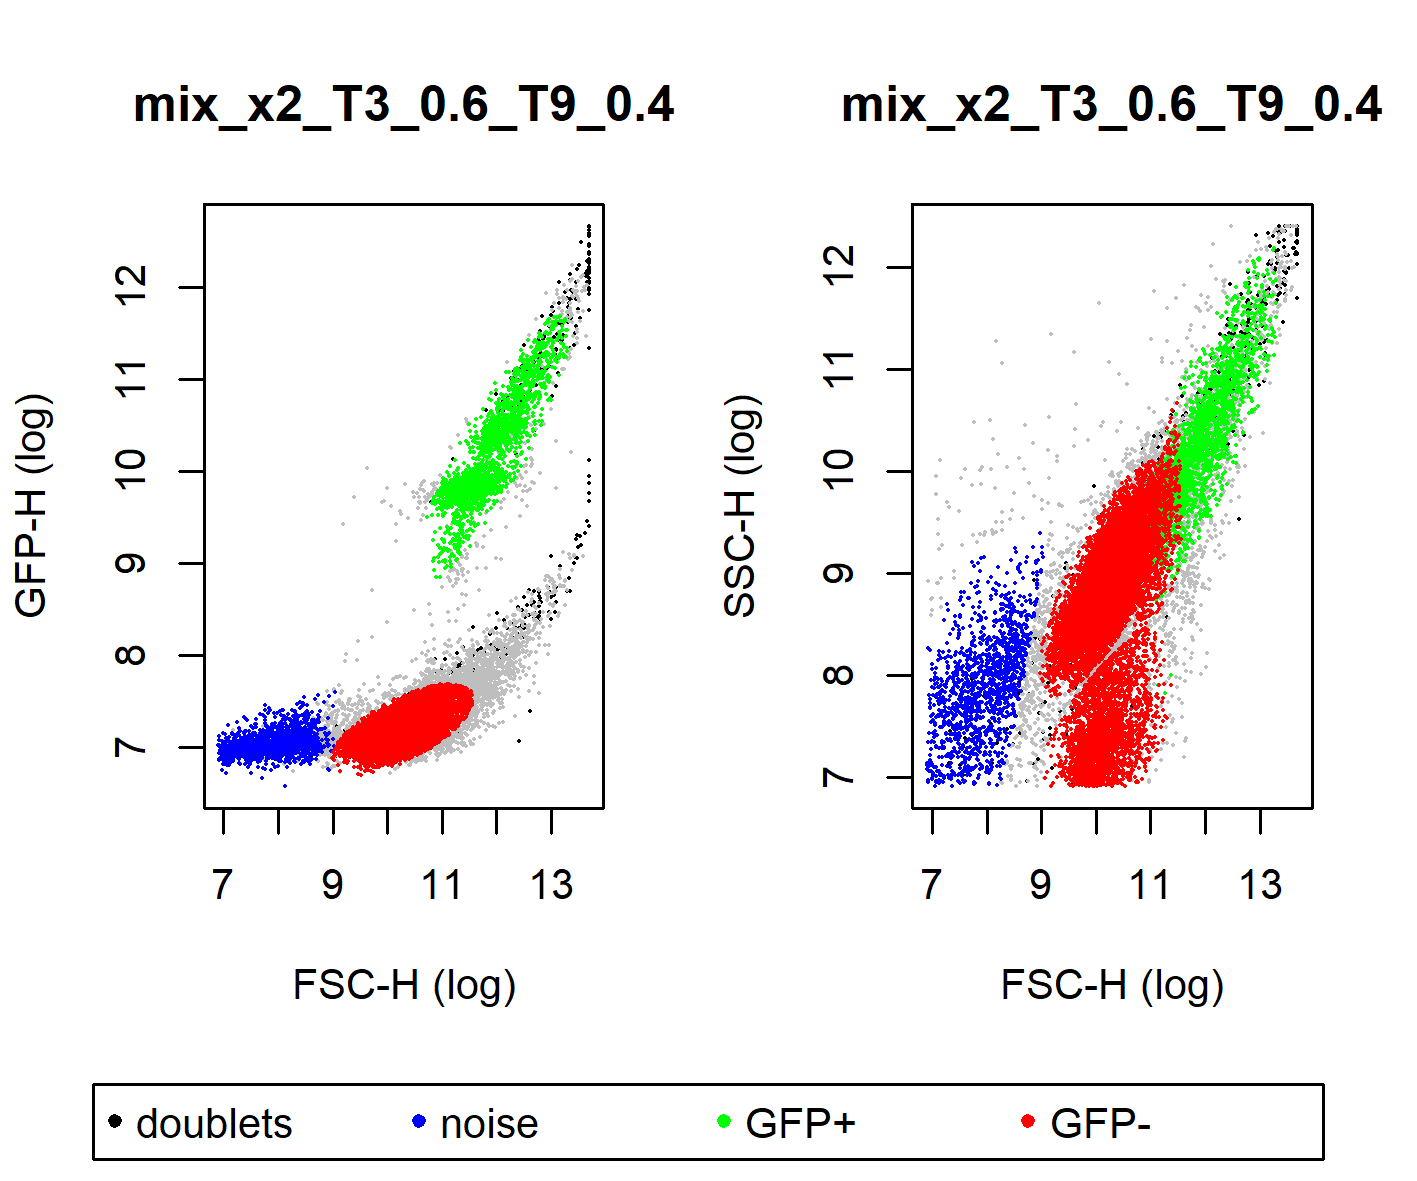 mix_x2_T3_0.6_T9_0.4
GFP-H (log)
12
11
10
9
8
7
7 9 11 13
FSC-H (log)
mix_x2_T3_0.6_T9_0.4
SSC-H (log)
12
11
10
9
8
7
7 9 11 13
FSC-H (log)
doublets noise GFP+ GFP-